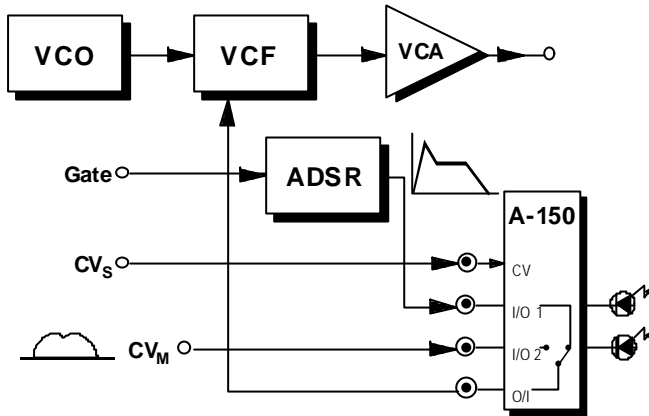 VCO
VCF
VCA
Gate
ADSR
A-150
CVS
CV
I/O 1
CVM
I/O 2
O/I